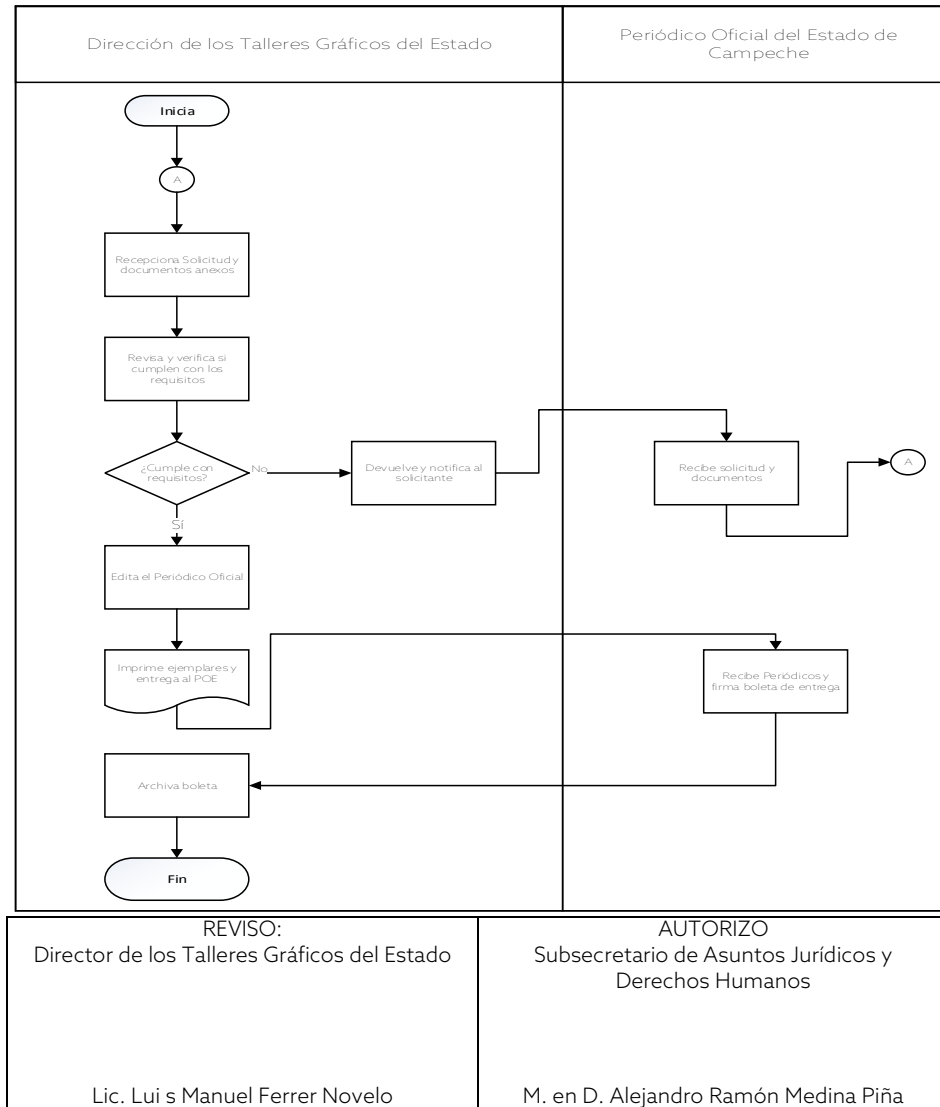 Dirección de los Talleres Gráficos del Estado
Periódico Oficial del Estado de
Campeche
Inicia
A
Recepciona Solicitud y
documentos anexos
Revisa y verifica si
cumplen con los
requisitos
¿Cumple con
requisitos?
No
Devuelve y notifica al
solicitante
Recibe solicitud y
documentos
A
Sí
Edita el Periódico Oficial
Imprime ejemplares y
entrega al POE
Recibe Periódicos y
firma boleta de entrega
Archiva boleta
Fin
REVISO:
Director de los Talleres Gráficos del Estado
Lic. Lui s Manuel Ferrer Novelo
AUTORIZO
Subsecretario de Asuntos Jurídicos y
Derechos Humanos
M. en D. Alejandro Ramón Medina Piña